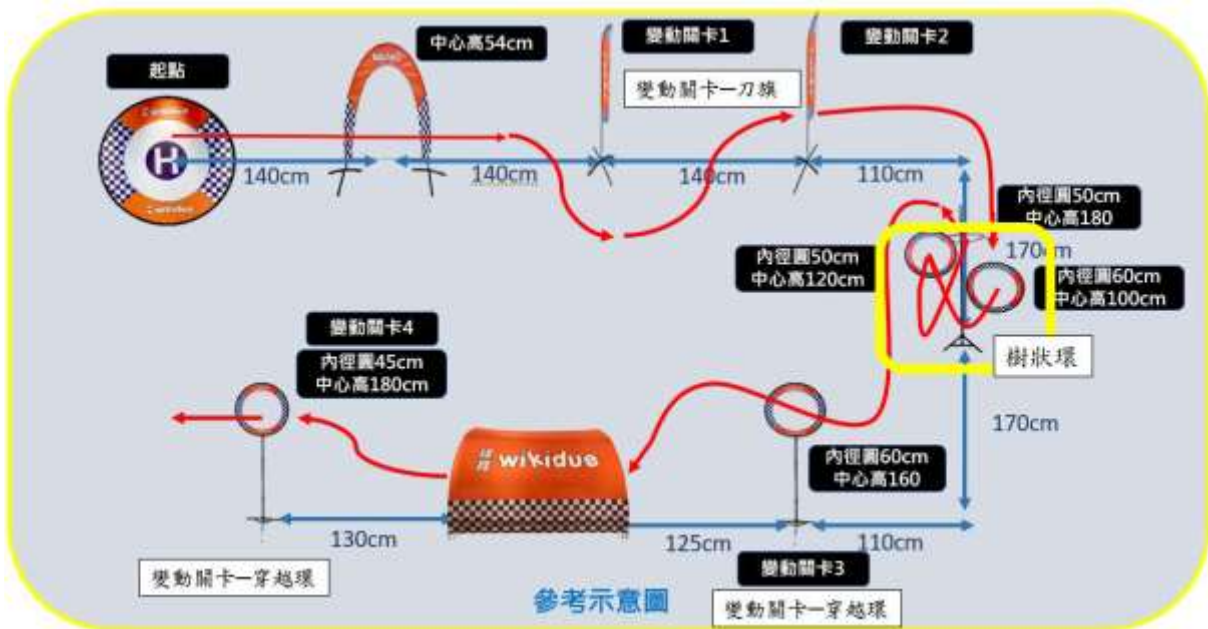 起點
中心高54cm
變動關卡1
變動關卡2
變動關卡—刀旗
wikidue
H
wikidue
140cm
140cm
140cm
110cm
內徑圓50cm
中心高180
170cm
內徑圓50cm
中心高120cm
內徑圓60cm
中心高100cm
樹狀環
變動關卡4
內徑圓45cm
中心高180cm
wikidue
內徑圓60cm
中心高160
170cm
130cm
125cm
110cm
變動關卡—穿越環
變動關卡3
變動關卡—穿越環
參考示意圖